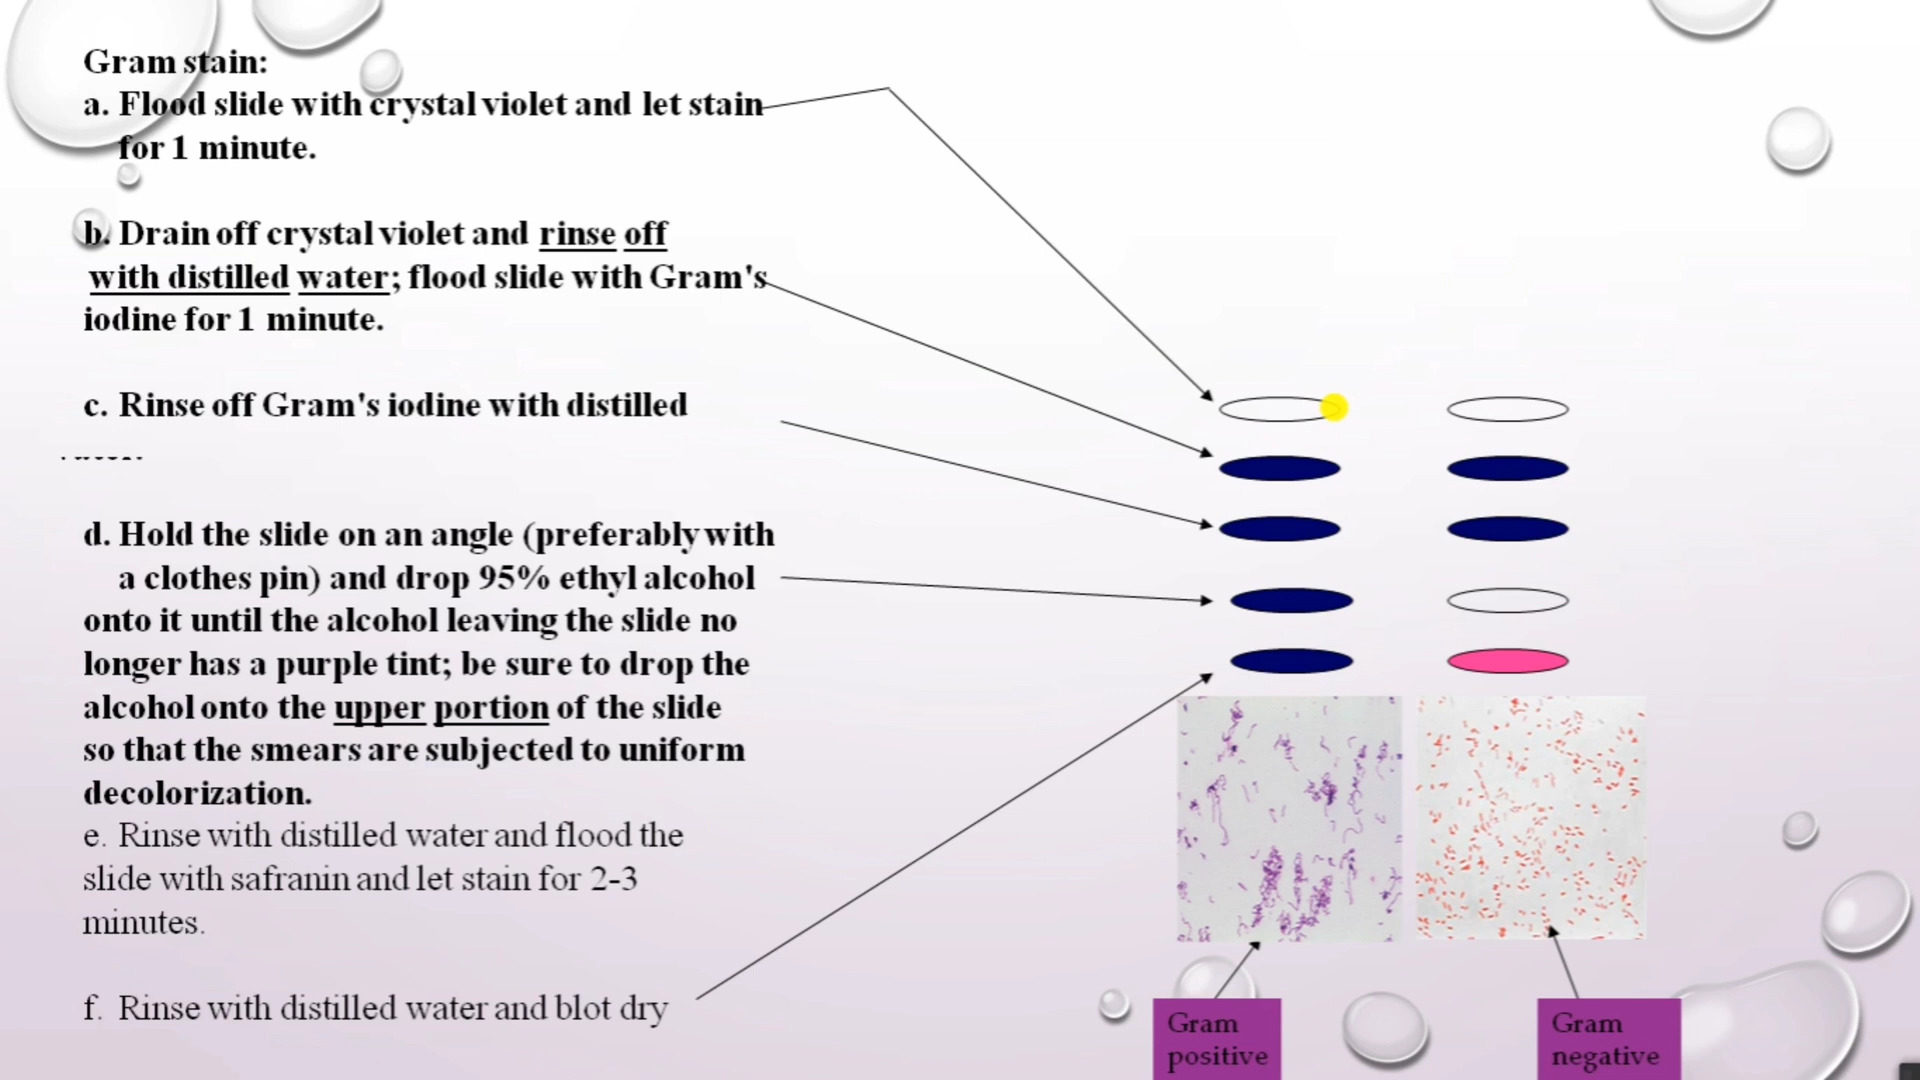 Gram stain:
a. Flood slide with crystal violet and let stain
for 1 minute.
b. Drain off crystal violet and rinse off
with distilled water; flood slide with Gram's
iodine for 1 minute.
c. Rinse off Gram's iodine with distilled
d. Hold the slide on an angle (preferably with
a clothes pin) and drop 95% ethyl alcohol
onto it until the alcohol leaving the slide no
longer has a purple tint; be sure to drop the
alcohol onto the upper portion of the slide
so that the smears are subjected to uniform
decolorization.
e. Rinse with distilled water and flood the
slide with safranin and let stain for 2-3
minutes.
f. Rinse with distilled water and blot dry
Gram
positive
Gram
negative